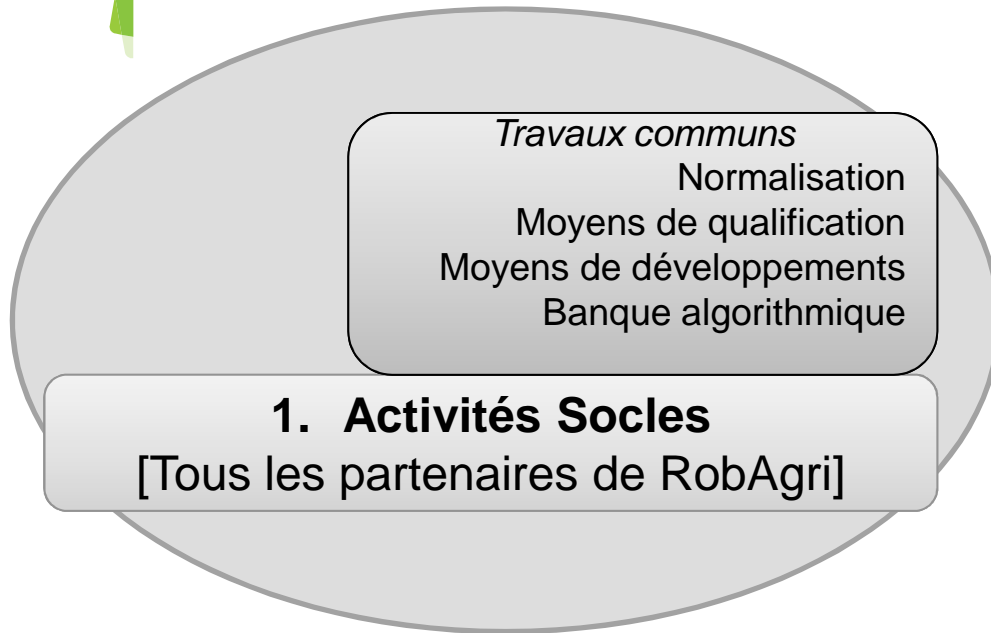 Travaux communs
Normalisation
Moyens de qualification
Moyens de développements
Banque algorithmique
1. Activités Socles
[Tous les partenaires de RobAgri]